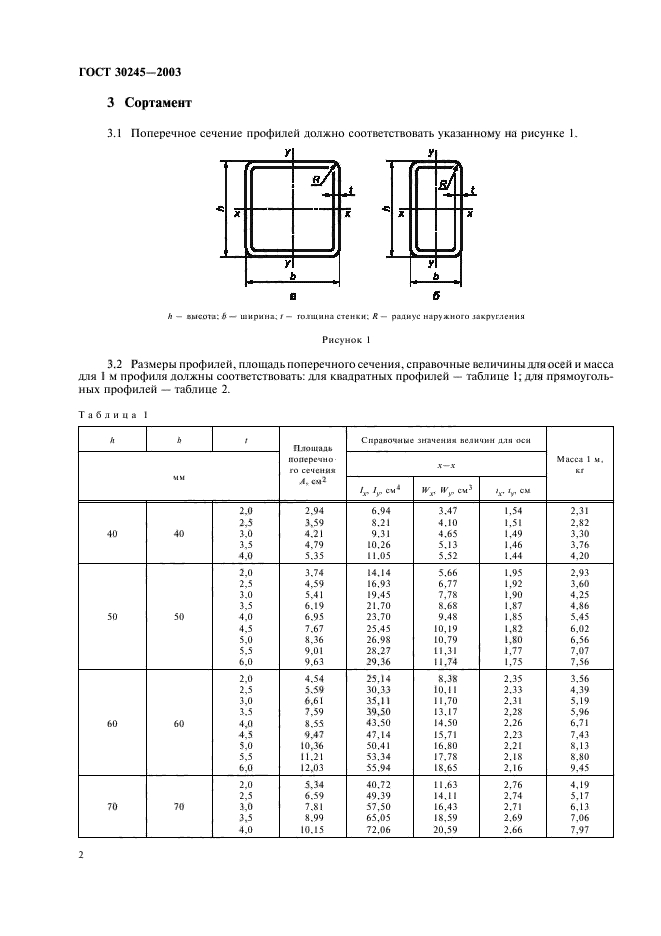 ГОСТ 30245—2003
3 Сортамент
3.1 Поперечное сечение профилей должно соответствовать указанному на рисунке 1.
y y
R R
t t
h x x h x x
y y
b b
а б
h — высота; b — ширина; t — толщина стенки; R — радиус наружного закругления
Рисунок 1
3.2 Размеры профилей, площадь поперечного сечения, справочные величины для осей и масса
для 1 м профиля должны соответствовать: для квадратных профилей — таблице 1; для прямоуголь-
ных профилей — таблице 2.
Таблица 1
h b t Площадь поперечно-го сечения A, см2 Справочные значения величин для оси Масса 1 м, кг
мм x—x
Ix, Iy, см4 Wx, Wy, см3 ix, iy, см
2,0 2,94 6,94 3,47 1,54 2,31
2,5 3,59 8,21 4,10 1,51 2,82
40 40 3,0 4,21 9,31 4,65 1,49 3,30
3,5 4,79 10,26 5,13 1,46 3,76
4,0 5,35 11,05 5,52 1,44 4,20
2,0 3,74 14,14 5,66 1,95 2,93
2,5 4,59 16,93 6,77 1,92 3,60
3,0 5,41 19,45 7,78 1,90 4,25
3,5 6,19 21,70 8,68 1,87 4,86
50 50 4,0 6,95 23,70 9,48 1,85 5,45
4,5 7,67 25,45 10,19 1,82 6,02
5,0 8,36 26,98 10,79 1,80 6,56
5,5 9,01 28,27 11,31 1,77 7,07
6,0 9,63 29,36 11,74 1,75 7,56
2,0 4,54 25,14 8,38 2,35 3,56
2,5 5,59 30,33 10,11 2,33 4,39
3,0 6,61 35,11 11,70 2,31 5,19
3,5 7,59 39,50 13,17 2,28 5,96
60 60 4,0 8,55 43,50 14,50 2,26 6,71
4,5 9,47 47,14 15,71 2,23 7,43
5,0 10,36 50,41 16,80 2,21 8,13
5,5 11,21 53,34 17,78 2,18 8,80
6,0 12,03 55,94 18,65 2,16 9,45
2,0 5,34 40,72 11,63 2,76 4,19
2,5 6,59 49,39 14,11 2,74 5,17
70 70 3,0 7,81 57,50 16,43 2,71 6,13
3,5 8,99 65,05 18,59 2,69 7,06
4,0 10,15 72,06 20,59 2,66 7,97
2